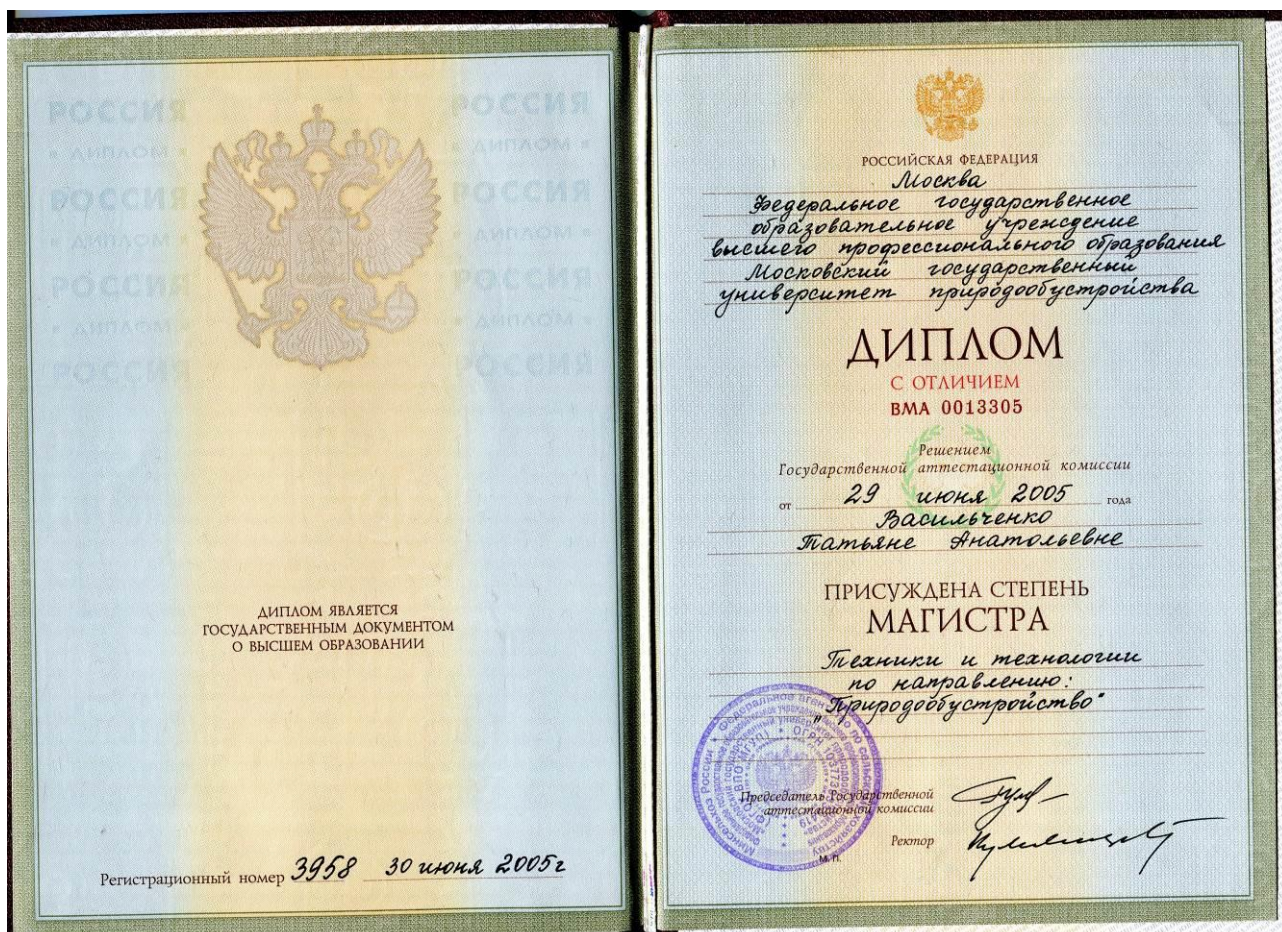 РОССИЯ РОССИЯ
« ДИПЛОМ » « ДИПЛОМ »
РОССИЯ РОССИЯ
« ДИПЛОМ » « ДИПЛОМ »
РОССИЯ РОССИЯ
« ДИПЛОМ » « ДИПЛОМ »
РОССИЯ РОССИЯ
ДИПЛОМ ЯВЛЯЕТСЯ
ГОСУДАРСТВЕННЫМ ДОКУМЕНТОМ
О ВЫСШЕМ ОБРАЗОВАНИИ
Регистрационный номер 3958 30 июня 2005г
РОССИЙСКАЯ ФЕДЕРАЦИЯ
Москва
Федеральное государственное
образовательное учреждение
высшего профессионального образования
Московский государственный
университет природообустройства
ДИПЛОМ
С ОТЛИЧИЕМ
ВМА 0013305
Решением
Государственной аттестационной комиссии
от 29 июня 2005 года
Васильченко
Татьяне Анатольевне
ПРИСУЖДЕНА СТЕПЕНЬ
МАГИСТРА
Техники и технологии
по направлению:
„Природообустройство"
Председатель Государственной
аттестационной комиссии
Ректор
М. П.